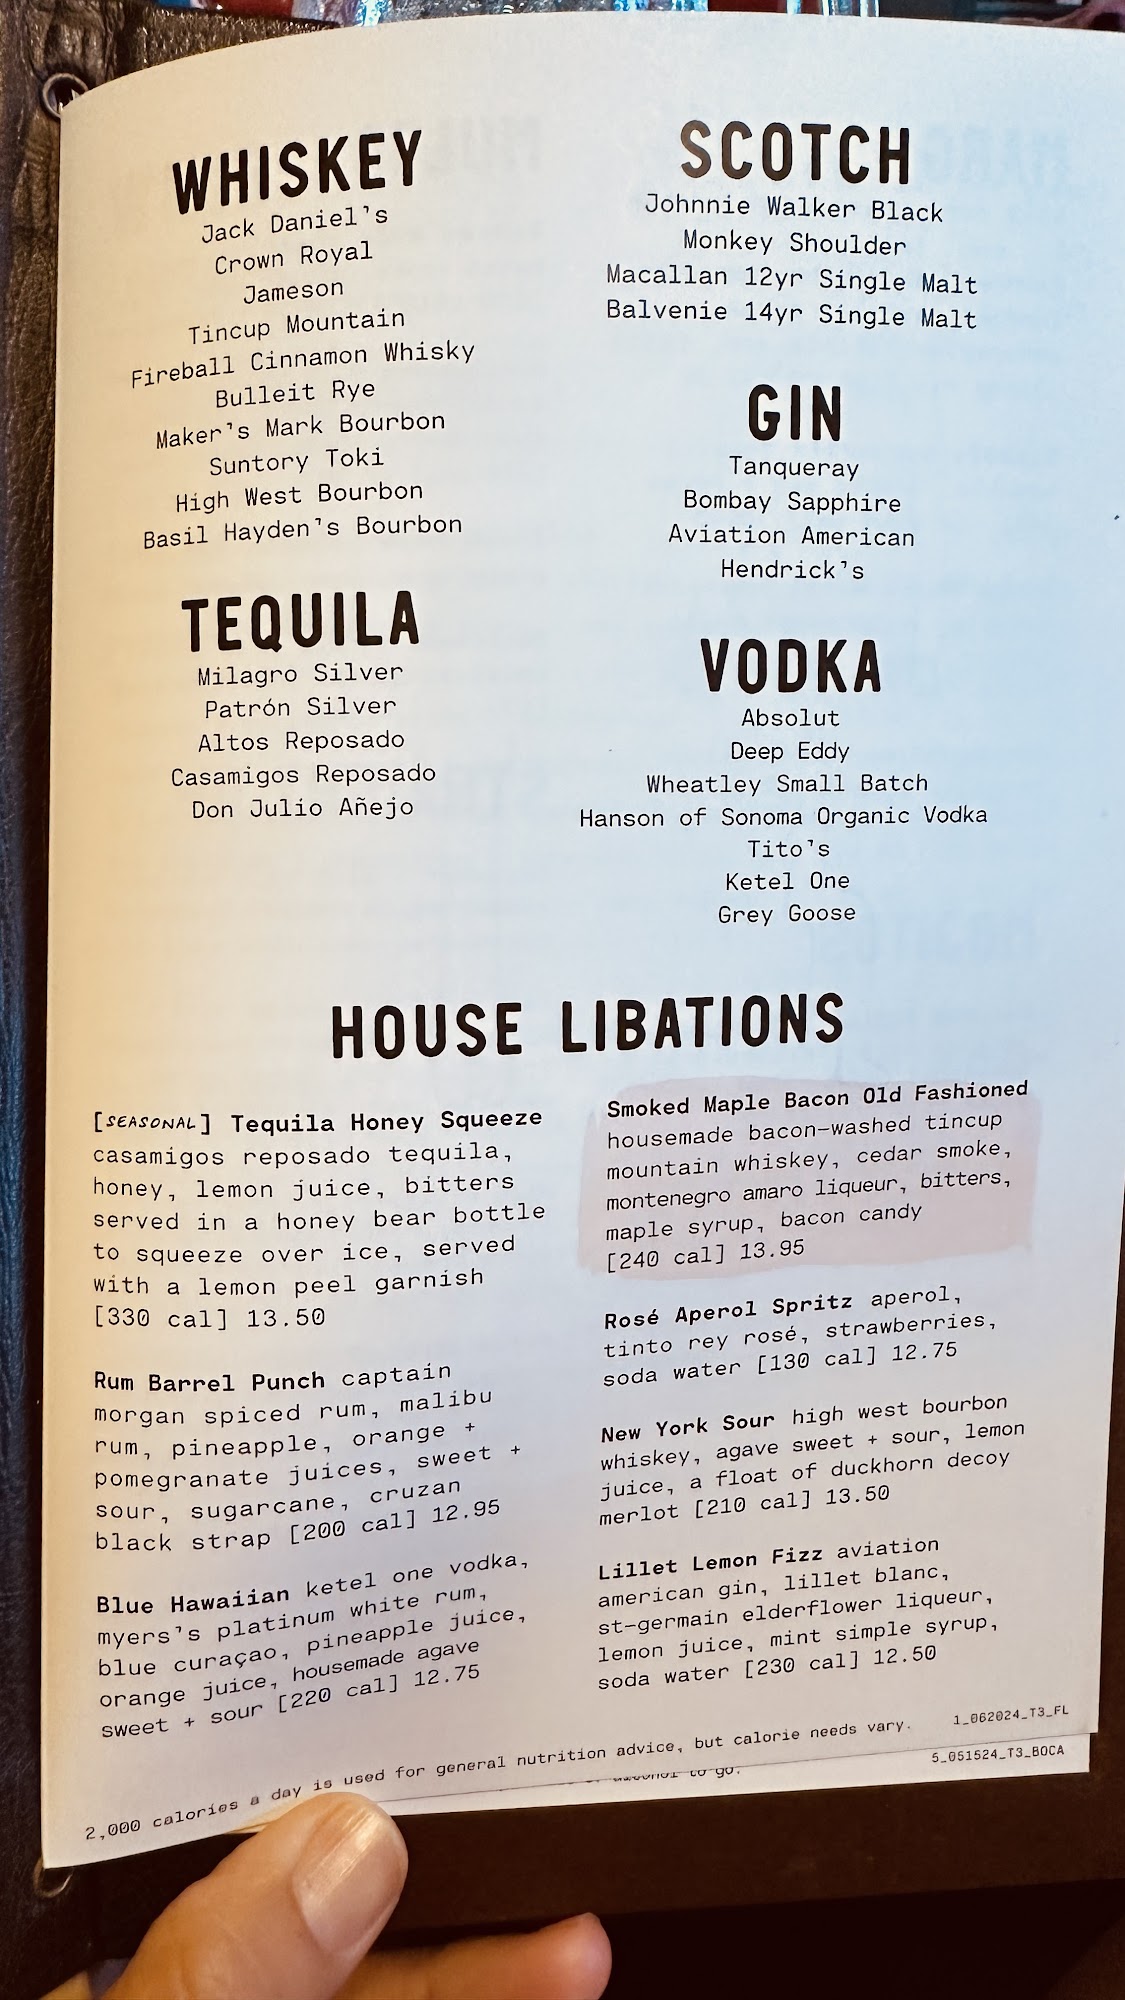 WHISKEY
Jack Daniel's
Crown Royal
Jameson
Tincup Mountain
Fireball Cinnamon Whisky
Bulleit Rye
Maker's Mark Bourbon
Suntory Toki
High West Bourbon
Basil Hayden's Bourbon
TEQUILA
Milagro Silver
Patrón Silver
Altos Reposado
Casamigos Reposado
Don Julio Añejo
SCOTCH
Johnnie Walker Black
Monkey Shoulder
Macallan 12yr Single Malt
Balvenie 14yr Single Malt
GIN
Tanqueray
Bombay Sapphire
Aviation American
Hendrick's
VODKA
Absolut
Deep Eddy
Wheatley Small Batch
Hanson of Sonoma Organic Vodka
Tito's
Ketel One
Grey Goose
HOUSE LIBATIONS
[SEASONAL] Tequila Honey Squeeze
casamigos reposado tequila,
honey, lemon juice, bitters
served in a honey bear bottle
to squeeze over ice, served
with a lemon peel garnish
[330 cal] 13.50
Rum Barrel Punch captain
morgan spiced rum, malibu
rum, pineapple, orange +
pomegranate juices, sweet +
sour, sugarcane, cruzan
black strap [200 cal] 12.95
Blue Hawaiian ketel one vodka,
myers's platinum white rum,
blue curaçao, pineapple juice,
orange juice, housemade agave
sweet + sour [220 cal] 12.75
Smoked Maple Bacon Old Fashioned
housemade bacon-washed tincup
mountain whiskey, cedar smoke,
montenegro amaro liqueur, bitters,
maple syrup, bacon candy
[240 cal] 13.95
Rosé Aperol Spritz aperol,
tinto rey rosé, strawberries,
soda water [130 cal] 12.75
New York Sour high west bourbon
whiskey, agave sweet + sour, lemon
juice, a float of duckhorn decoy
merlot [210 cal] 13.50
Lillet Lemon Fizz aviation
american gin, lillet blanc,
st-germain elderflower liqueur,
lemon juice, mint simple syrup,
soda water [230 cal] 12.50
2,000 calories a day is used for general nutrition advice, but calorie needs vary.
1_062024_T3_FL
to go.
5_051524_T3_BOCA